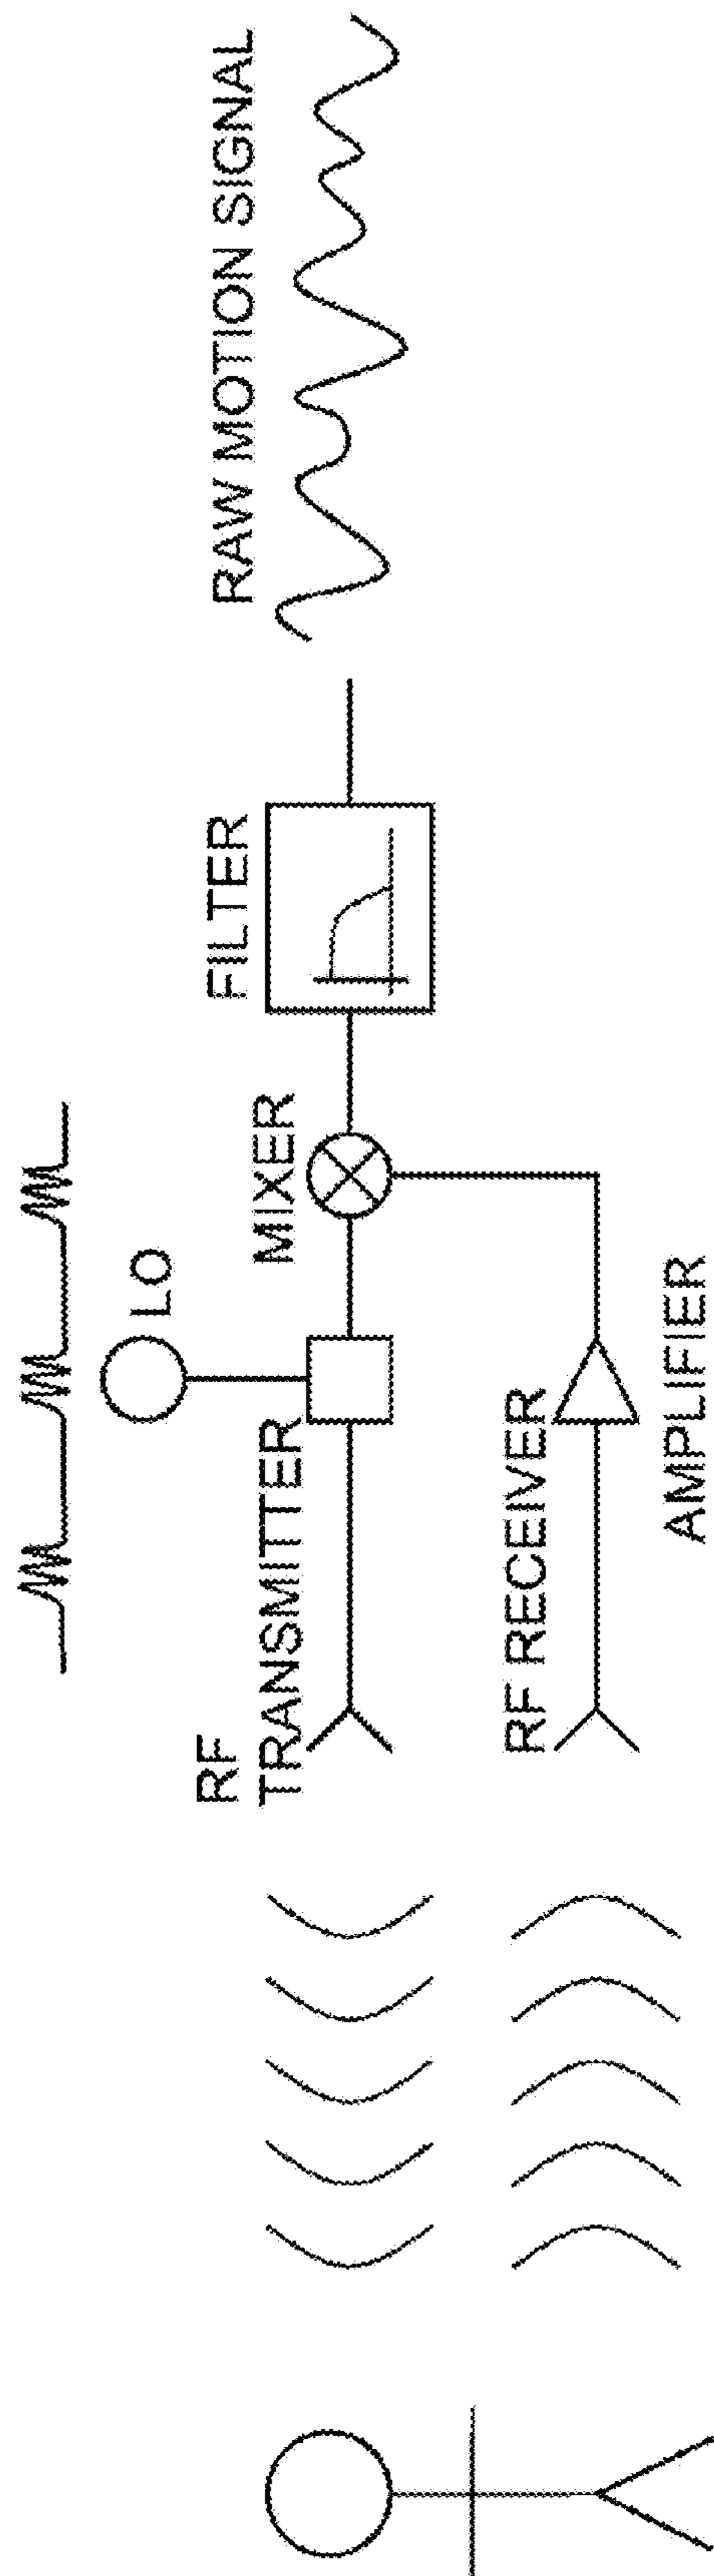 LO
RF
TRANSMITTER
MIXER
FILTER
RAW MOTION SIGNAL
RF RECEIVER
AMPLIFIER